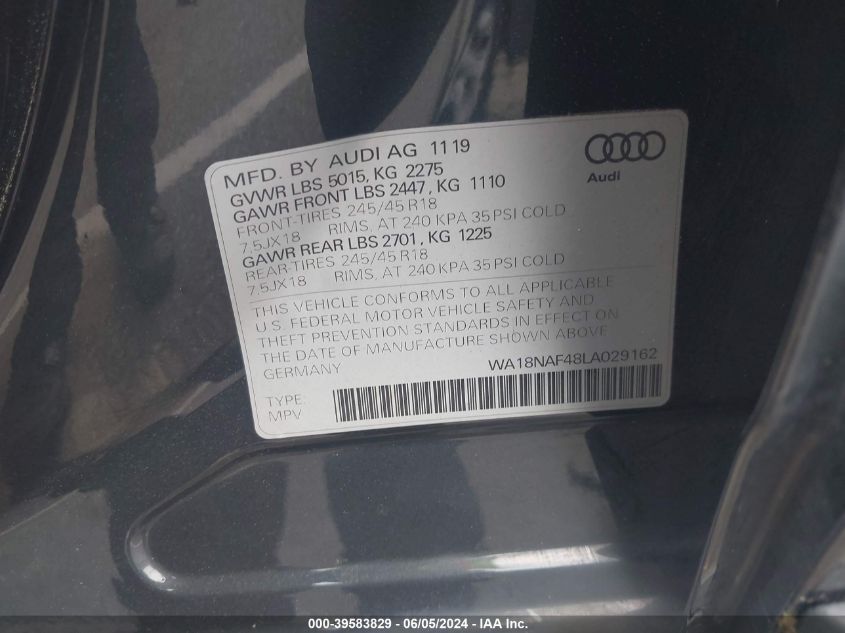 MFD. BY AUDI AG 11 19
GVWR LBS 5015, KG 2275
GAWR FRONT LBS 2447, KG 1110
FRONT-TIRES 245/45 R18
7.5JX18 RIMS, AT 240 KPA 35 PSI COLD
GAWR REAR LBS 2701, KG 1225
REAR-TIRES 245/45 R18
7.5JX18 RIMS, AT 240 KPA 35 PSI COLD
Audi
THIS VEHICLE CONFORMS TO ALL APPLICABLE
U.S. FEDERAL MOTOR VEHICLE SAFETY AND
THEFT PREVENTION STANDARDS IN EFFECT ON
THE DATE OF MANUFACTURE SHOWN ABOVE
GERMANY
WA18NAF48LA029162
TYPE:
MPV
000-39583829 - 06/05/2024 - IAA Inc.